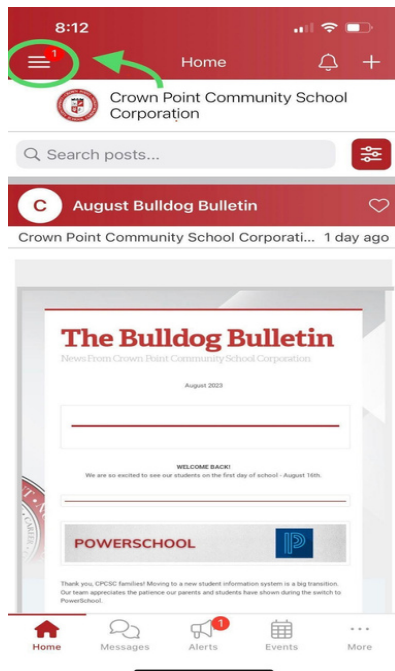 8:12
1
Home
Crown Point Community School
Corporation
Search posts...
C August Bulldog Bulletin
Crown Point Community School Corporati... 1 day ago
The Bulldog Bulletin
News From Crown Point Community School Corporation
August 2023
WELCOME BACK!
We are so excited to see our students on the first day of school - August 16th.
POWERSCHOOL
Thank you, CPCSC families! Moving to a new student information system is a big transition.
Our team appreciates the patience our parents and students have shown during the switch to
PowerSchool.
1
Home Messages Alerts Events More